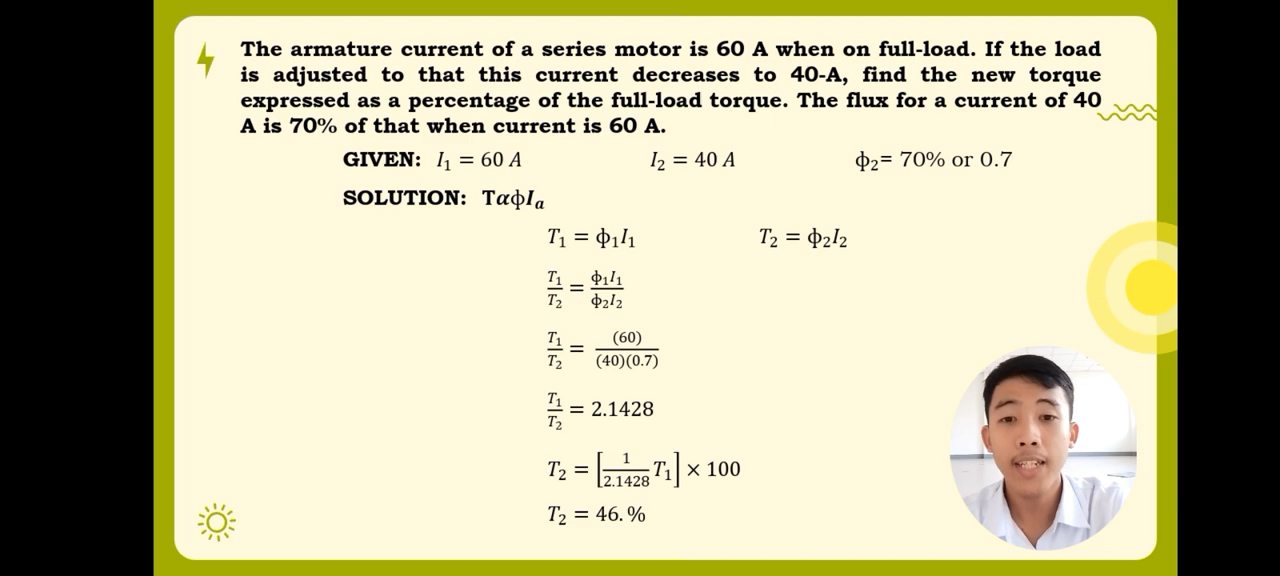 The armature current of a series motor is 60 A when on full-load. If the load
is adjusted to that this current decreases to 40-A, find the new torque
expressed as a percentage of the full-load torque. The flux for a current of 40
A is 70% of that when current is 60 A.
GIVEN: I₁ = 60 A I₂ = 40 A ϕ₂= 70% or 0.7
SOLUTION: TαϕIₐ
T₁ = ϕ₁I₁ T₂ = ϕ₂I₂
T₁/T₂ = ϕ₁I₁/ϕ₂I₂
T₁/T₂ = (60)/(40)(0.7)
T₁/T₂ = 2.1428
T₂ = [1/2.1428 T₁] × 100
T₂ = 46.%